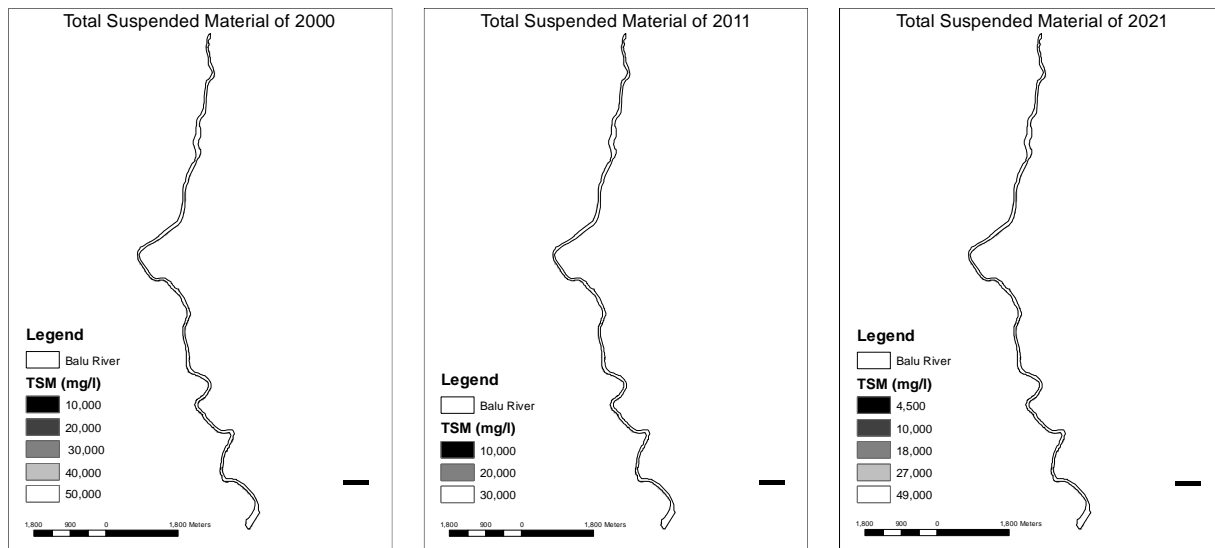 Total Suspended Material of 2000
Legend
Balu River
TSM (mg/l)
10,000
20,000
30,000
40,000
50,000
1,800 900 0 1,800 Meters
Total Suspended Material of 2011
Legend
Balu River
TSM (mg/l)
10,000
20,000
30,000
1,800 900 0 1,800 Meters
Total Suspended Material of 2021
Legend
Balu River
TSM (mg/l)
4,500
10,000
18,000
27,000
49,000
1,800 900 0 1,800 Meters